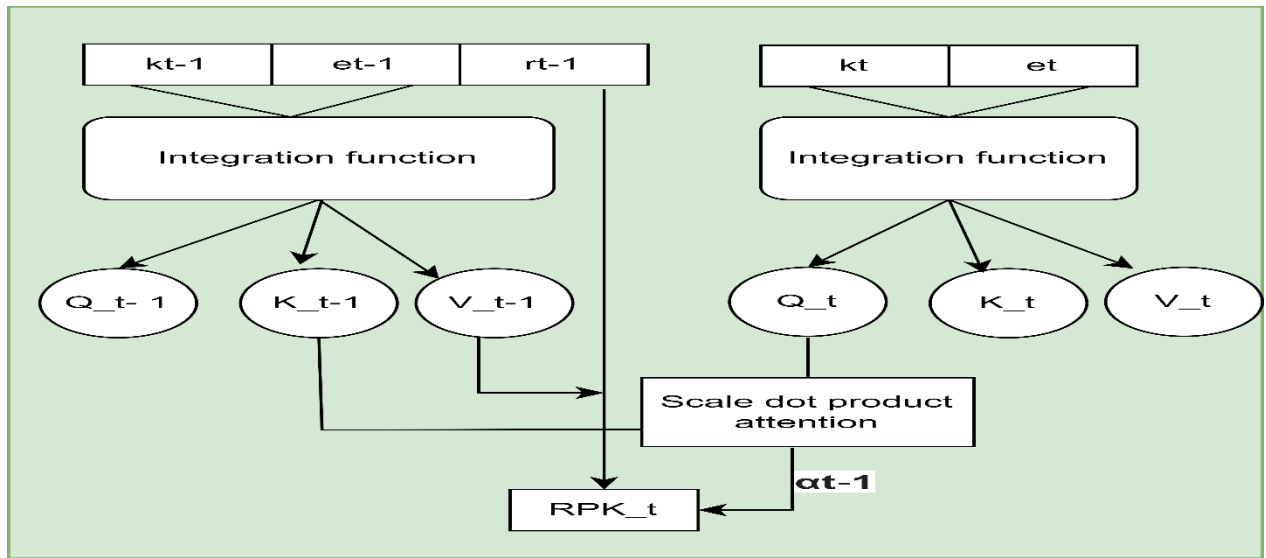 kt-1 et-1 rt-1
kt et
Integration function
Integration function
Q_t- 1
K_t-1
V_t-1
Q_t
K_t
V_t
Scale dot product
attention
αt-1
RPK_t